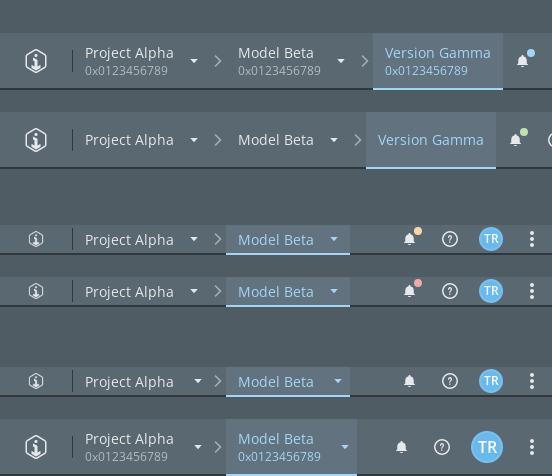 Project Alpha Model Beta Version Gamma
0x0123456789 0x0123456789 0x0123456789
Project Alpha Model Beta Version Gamma
Project Alpha Model Beta ? TR
Project Alpha Model Beta ? TR
Project Alpha Model Beta ? TR
Project Alpha Model Beta ? TR
0x0123456789 0x0123456789